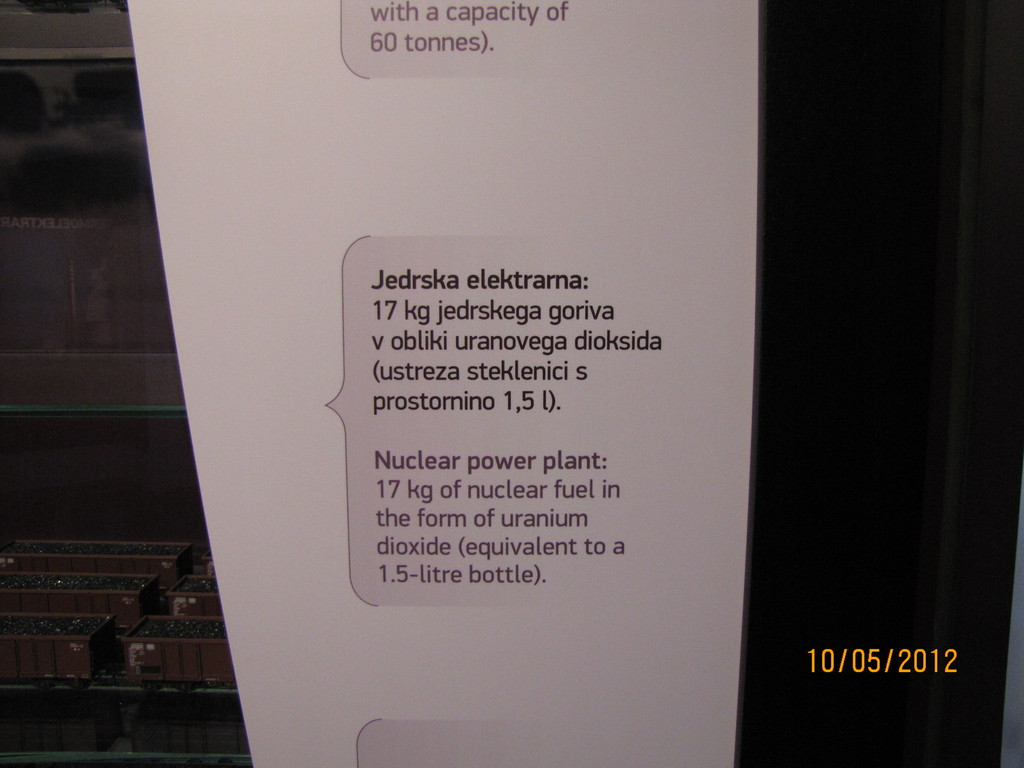 with a capacity of
60 tonnes).
Jedrska elektrarna:
17 kg jedrskega goriva
v obliki uranovega dioksida
(ustreza steklenici s
prostornino 1,5 l).
Nuclear power plant:
17 kg of nuclear fuel in
the form of uranium
dioxide (equivalent to a
1.5-litre bottle).
10/05/2012